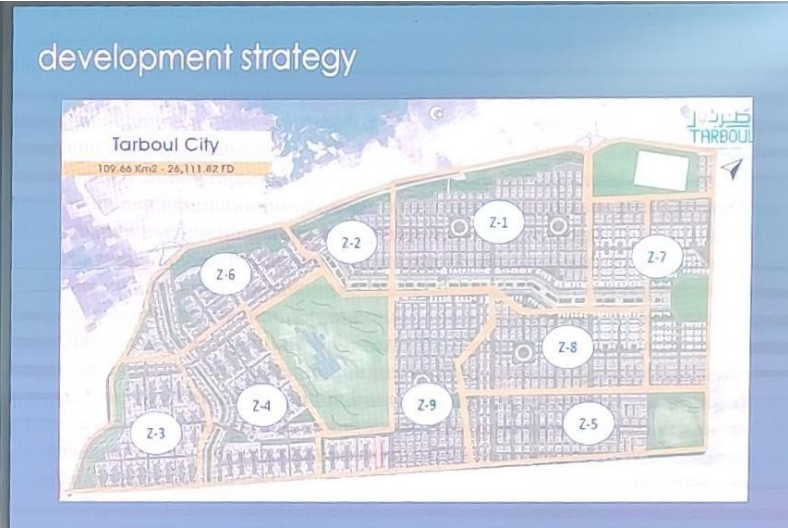 development strategy
Tarboul City
109.66 Km2 - 26,111.82 FD
طربول
TARBOUL
Z-1
Z-2
Z-7
Z-6
Z-8
Z-4
Z-9
Z-5
Z-3